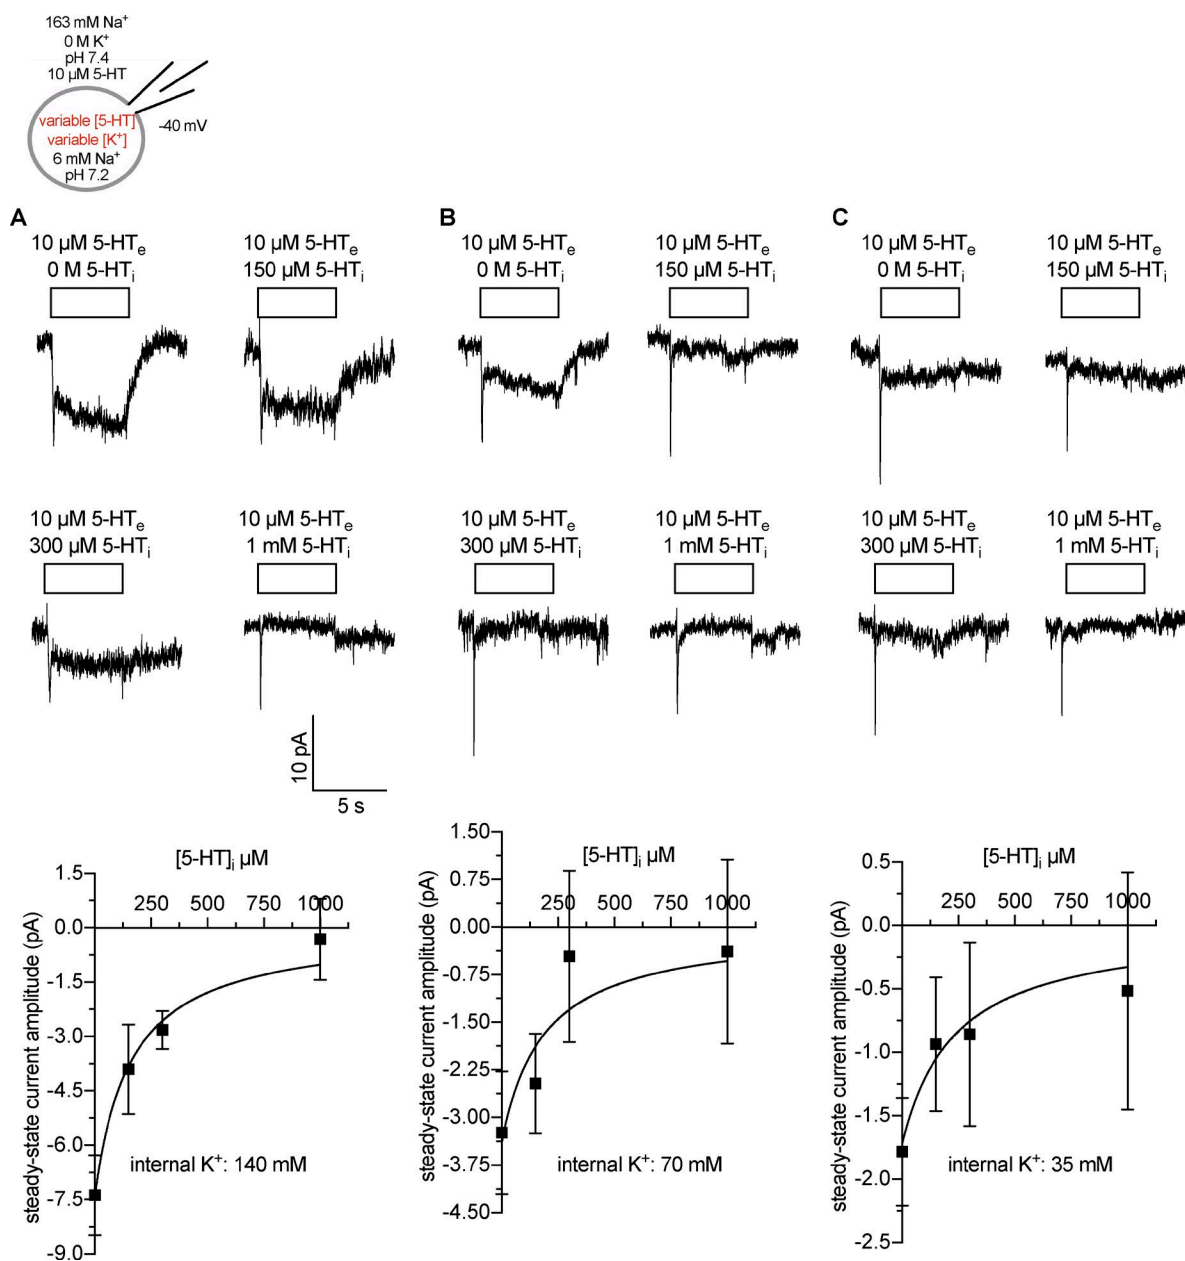 163 mM Na⁺
0 M K⁺
pH 7.4
10 µM 5-HT
variable [5-HT]
variable [K⁺]
6 mM Na⁺
pH 7.2
-40 mV
A
10 µM 5-HTₑ
0 M 5-HTᵢ
10 µM 5-HTₑ
150 µM 5-HTᵢ
B
10 µM 5-HTₑ
0 M 5-HTᵢ
10 µM 5-HTₑ
150 µM 5-HTᵢ
C
10 µM 5-HTₑ
0 M 5-HTᵢ
10 µM 5-HTₑ
150 µM 5-HTᵢ
10 µM 5-HTₑ
300 µM 5-HTᵢ
10 µM 5-HTₑ
1 mM 5-HTᵢ
10 µM 5-HTₑ
300 µM 5-HTᵢ
10 µM 5-HTₑ
1 mM 5-HTᵢ
10 µM 5-HTₑ
300 µM 5-HTᵢ
10 µM 5-HTₑ
1 mM 5-HTᵢ
10 pA
5 s
[5-HT]ᵢ µM
250 500 750 1000
steady-state current amplitude (pA)
1.5
0.0
-1.5
-3.0
-4.5
-6.0
-7.5
-9.0
internal K⁺: 140 mM
[5-HT]ᵢ µM
250 500 750 1000
steady-state current amplitude (pA)
1.50
0.75
0.00
-0.75
-1.50
-2.25
-3.00
-3.75
-4.50
internal K⁺: 70 mM
[5-HT]ᵢ µM
250 500 750 1000
steady-state current amplitude (pA)
0.5
0.0
-0.5
-1.0
-1.5
-2.0
-2.5
internal K⁺: 35 mM